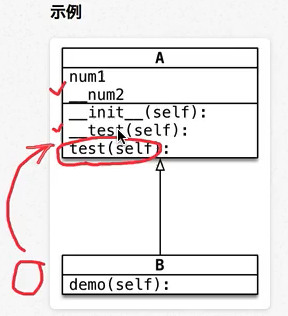 示例
A
num1
__num2
__init__(self):
__test(self):
test(self):
B
demo(self):